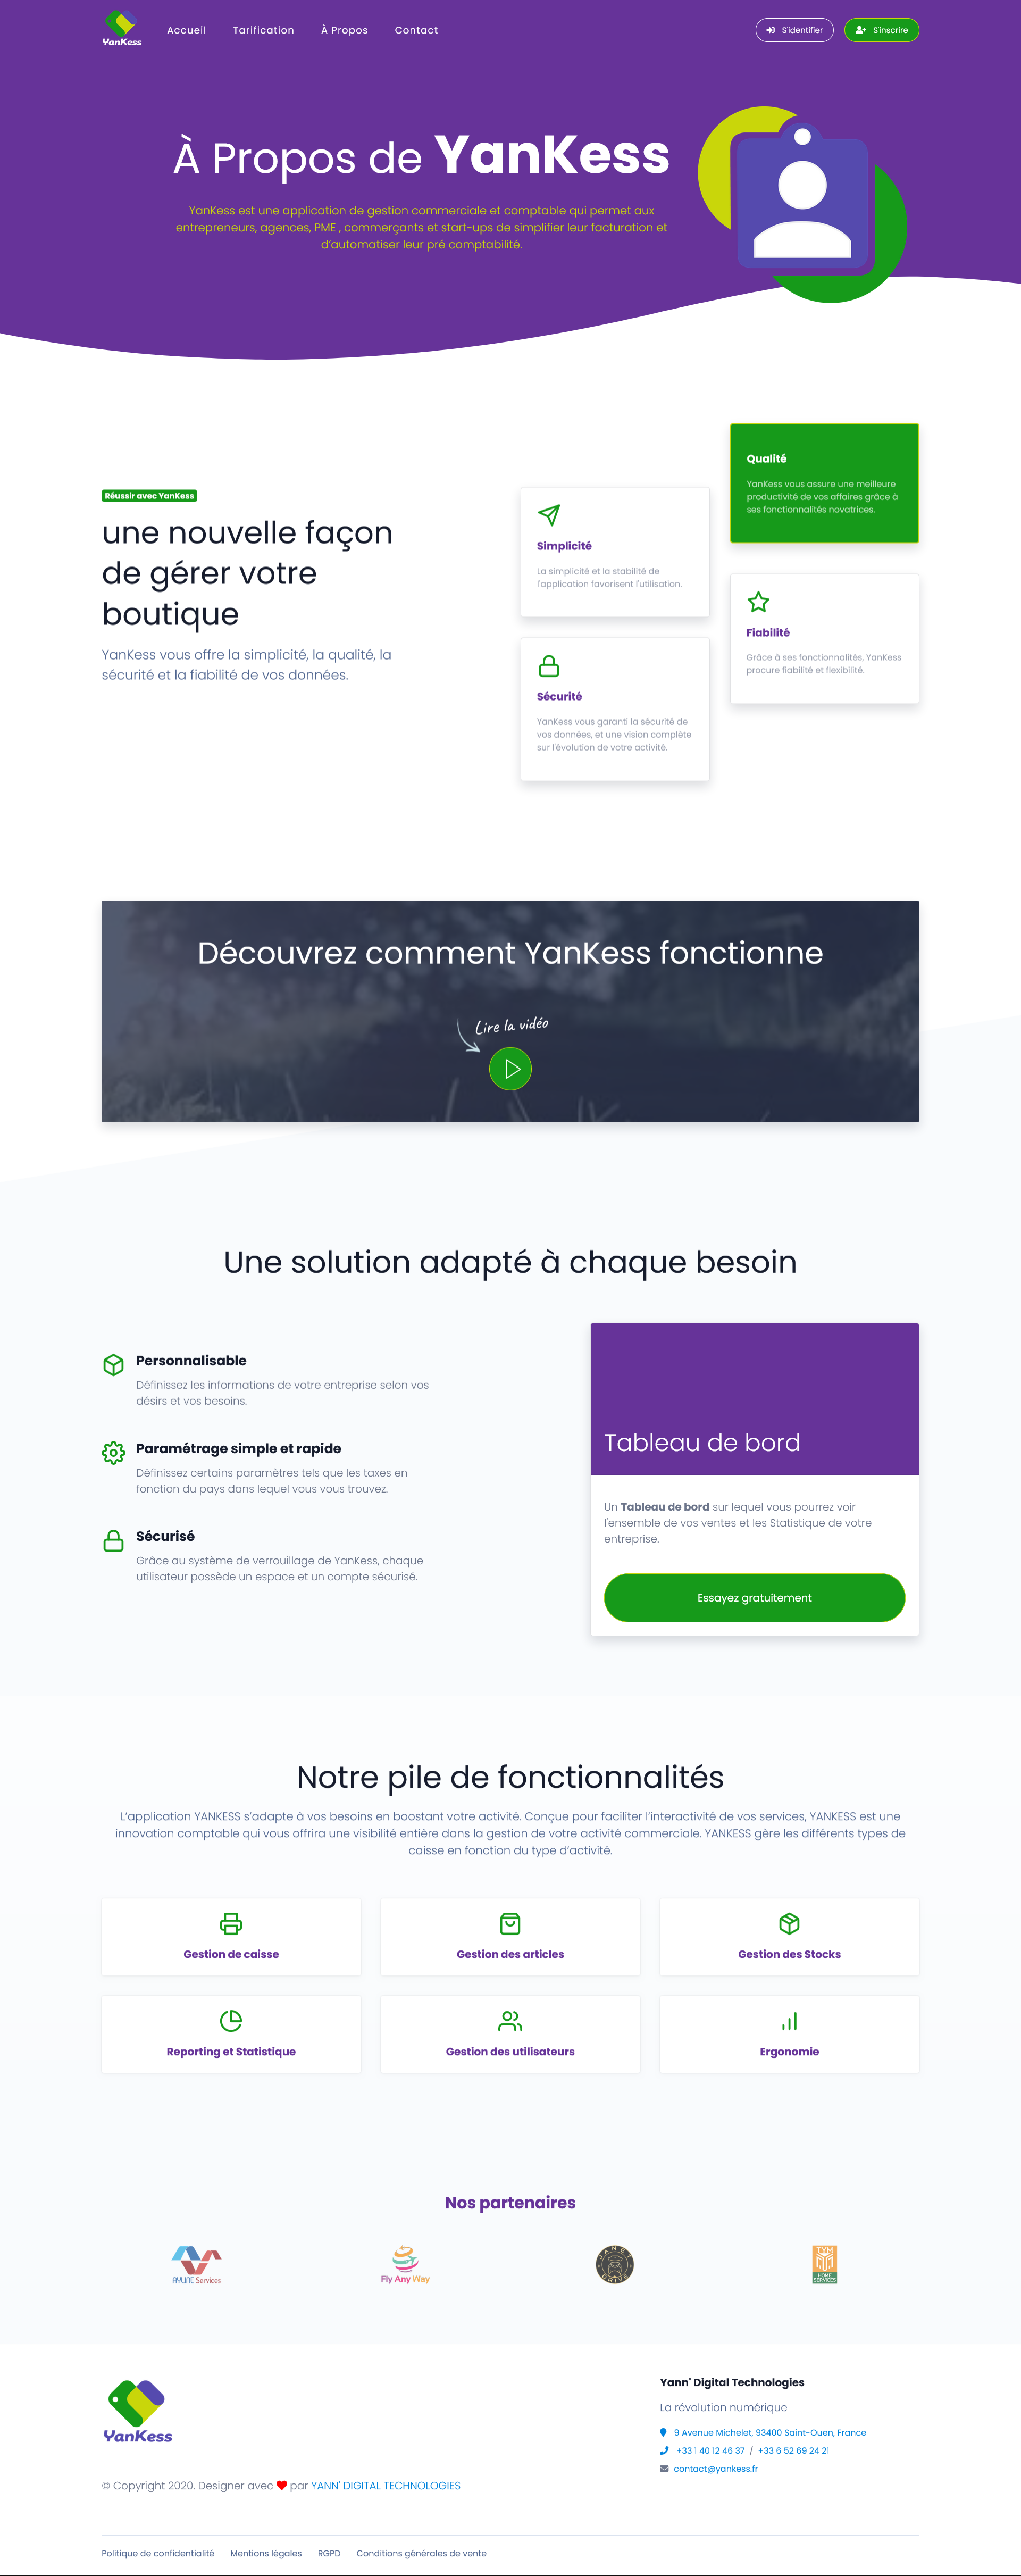 YanKess
Accueil
Tarification
À Propos
Contact
S'identifier
S'inscrire
À Propos de YanKess
YanKess est une application de gestion commerciale et comptable qui permet aux
entrepreneurs, agences, PME , commerçants et start-ups de simplifier leur facturation et
d’automatiser leur pré comptabilité.
Réussir avec YanKess
une nouvelle façon
de gérer votre
boutique
YanKess vous offre la simplicité, la qualité, la
sécurité et la fiabilité de vos données.
Simplicité
La simplicité et la stabilité de
l'application favorisent l'utilisation.
Sécurité
YanKess vous garanti la sécurité de
vos données, et une vision complète
sur l'évolution de votre activité.
Qualité
YanKess vous assure une meilleure
productivité de vos affaires grâce à
ses fonctionnalités novatrices.
Fiabilité
Grâce à ses fonctionnalités, YanKess
procure fiabilité et flexibilité.
Découvrez comment YanKess fonctionne
Lire la vidéo
Une solution adapté à chaque besoin
Personnalisable
Définissez les informations de votre entreprise selon vos
désirs et vos besoins.
Paramétrage simple et rapide
Définissez certains paramètres tels que les taxes en
fonction du pays dans lequel vous vous trouvez.
Sécurisé
Grâce au système de verrouillage de YanKess, chaque
utilisateur possède un espace et un compte sécurisé.
Tableau de bord
Un Tableau de bord sur lequel vous pourrez voir
l'ensemble de vos ventes et les Statistique de votre
entreprise.
Essayez gratuitement
Notre pile de fonctionnalités
L’application YANKESS s’adapte à vos besoins en boostant votre activité. Conçue pour faciliter l’interactivité de vos services, YANKESS est une
innovation comptable qui vous offrira une visibilité entière dans la gestion de votre activité commerciale. YANKESS gère les différents types de
caisse en fonction du type d’activité.
Gestion de caisse
Gestion des articles
Gestion des Stocks
Reporting et Statistique
Gestion des utilisateurs
Ergonomie
Nos partenaires
AYLINE Services
Fly Any Way
JANET
DRIVE
TYM
HOME
SERVICES
YanKess
© Copyright 2020. Designer avec par YANN' DIGITAL TECHNOLOGIES
Yann' Digital Technologies
La révolution numérique
9 Avenue Michelet, 93400 Saint-Ouen, France
+33 1 40 12 46 37 / +33 6 52 69 24 21
contact@yankess.fr
Politique de confidentialité
Mentions légales
RGPD
Conditions générales de vente